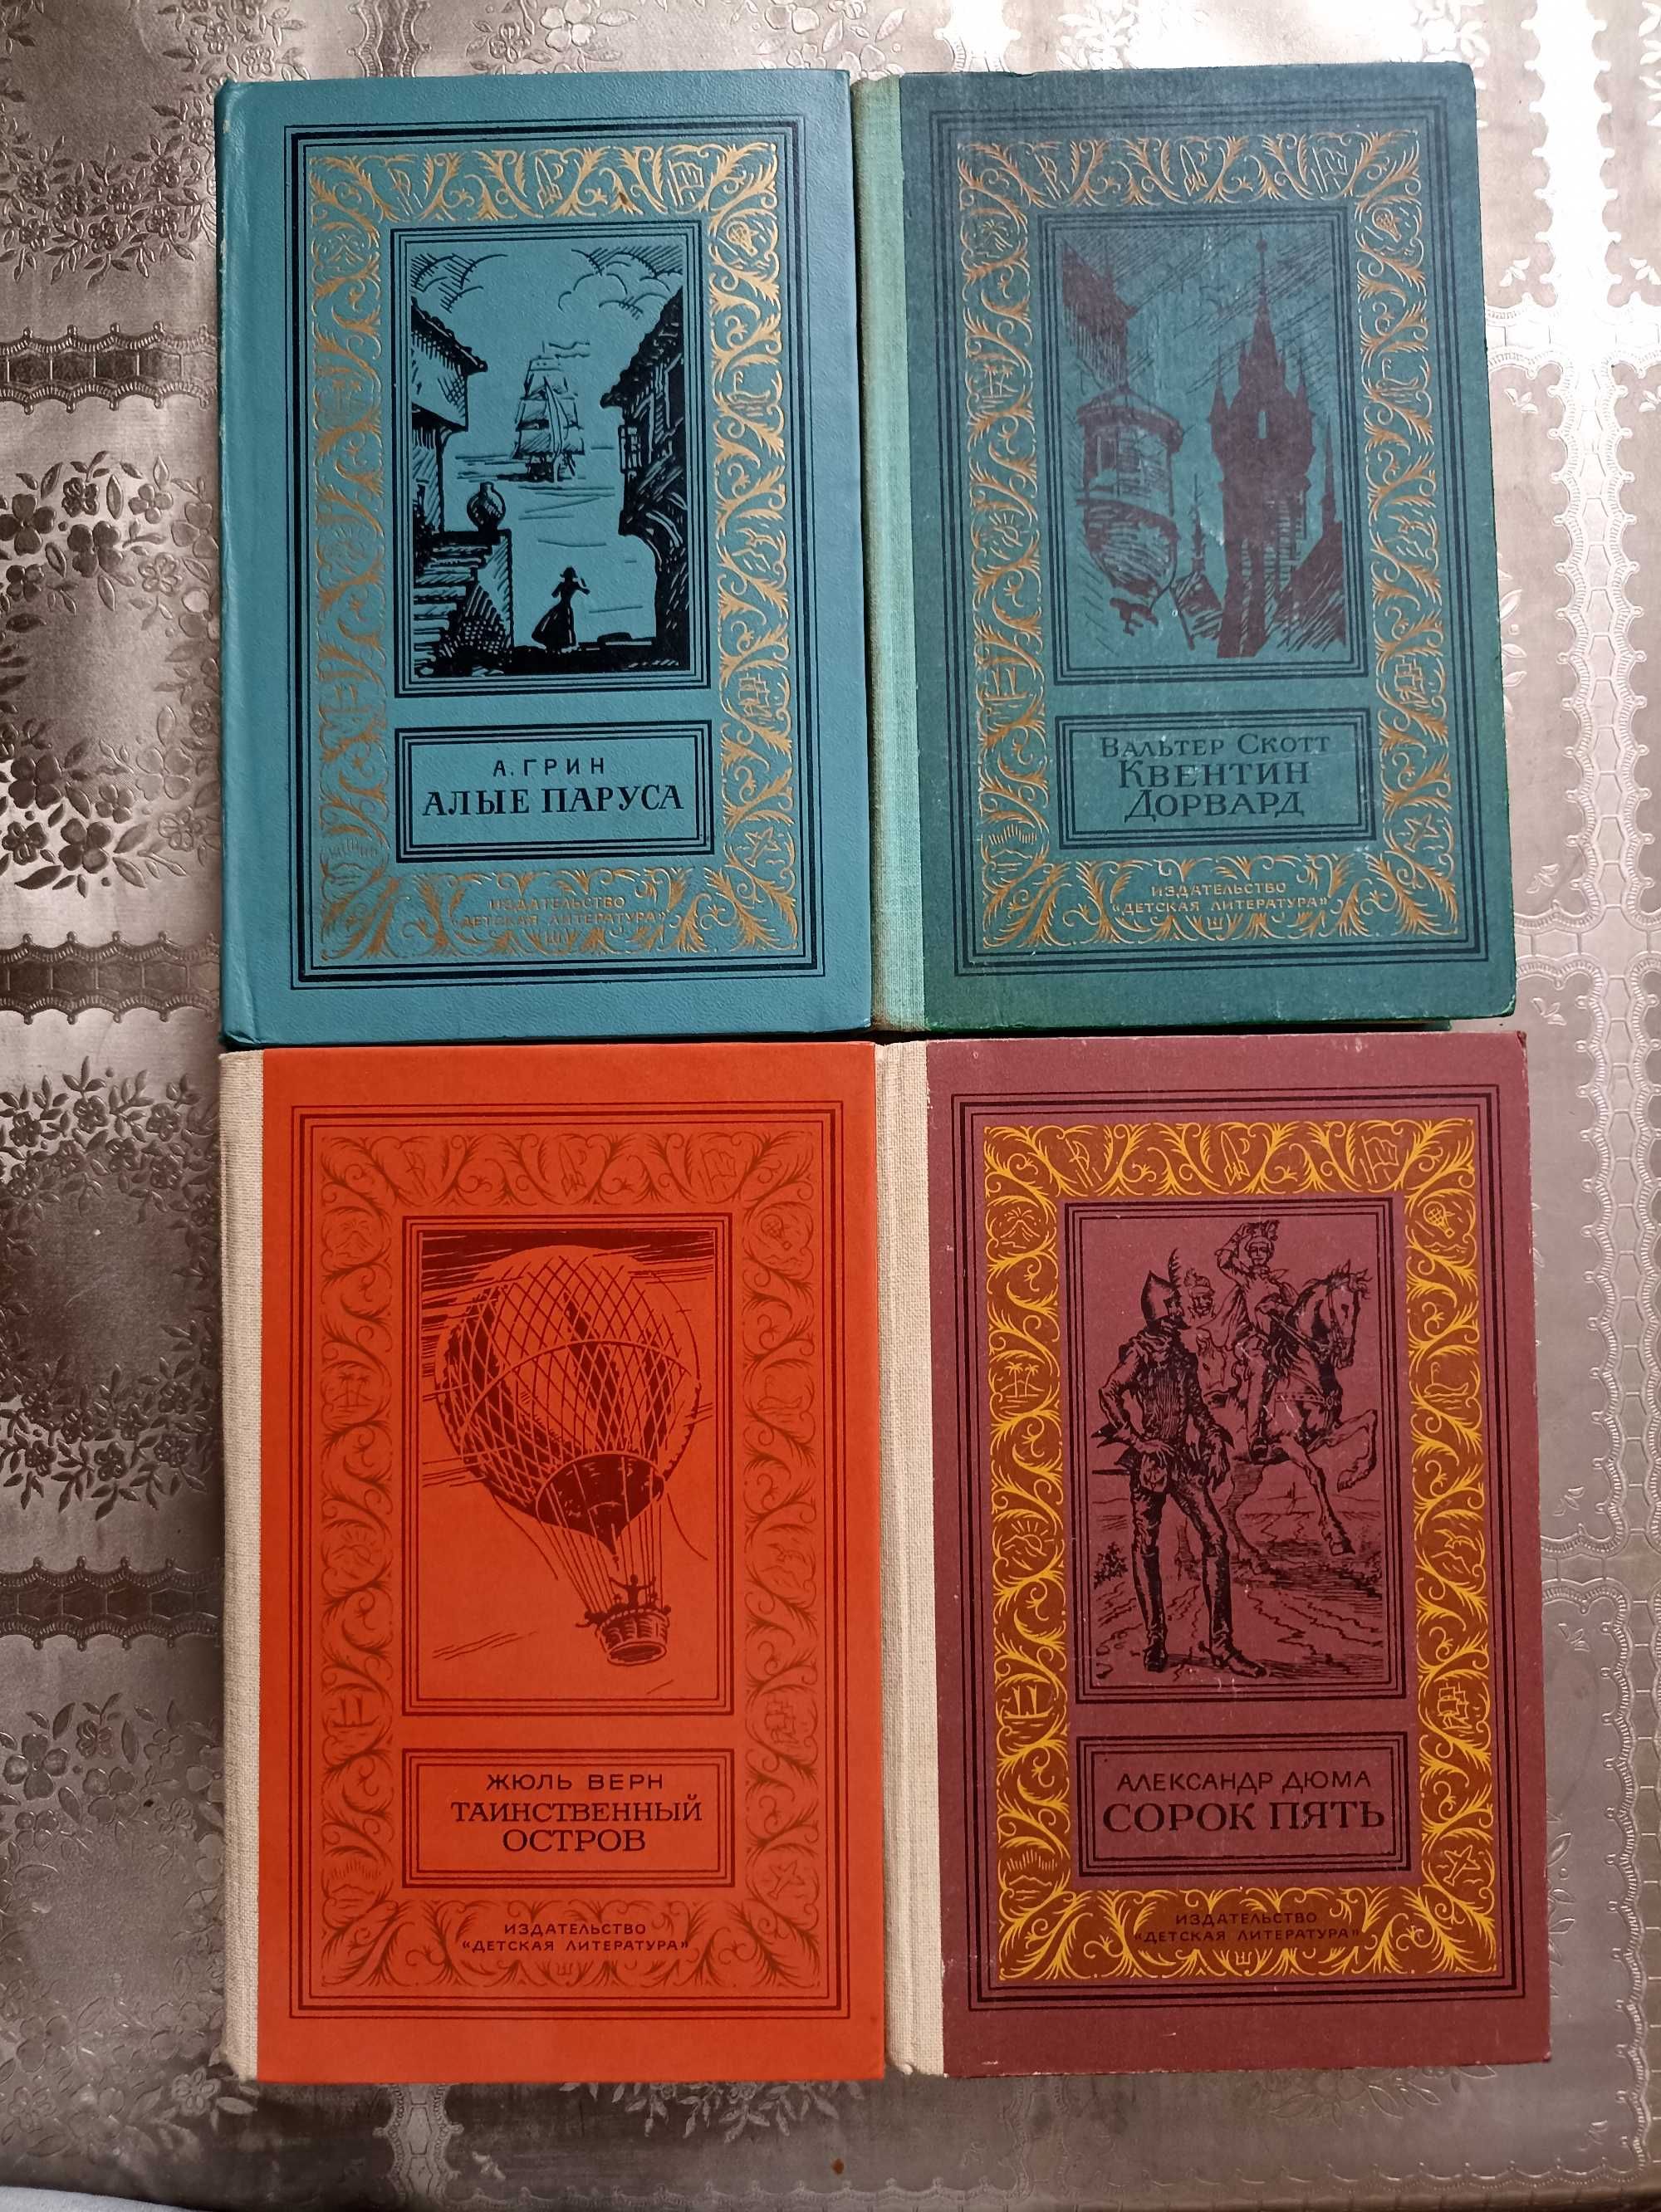 А. ГРИН
АЛЫЕ ПАРУСА
ИЗДАТЕЛЬСТВО
"ДЕТСКАЯ ЛИТЕРАТУРА"
ВАЛЬТЕР СКОТТ
КВЕНТИН
ДОРВАРД
ИЗДАТЕЛЬСТВО
"ДЕТСКАЯ ЛИТЕРАТУРА"
ЖЮЛЬ ВЕРН
ТАИНСТВЕННЫЙ
ОСТРОВ
ИЗДАТЕЛЬСТВО
"ДЕТСКАЯ ЛИТЕРАТУРА"
АЛЕКСАНДР ДЮМА
СОРОК ПЯТЬ
ИЗДАТЕЛЬСТВО
"ДЕТСКАЯ ЛИТЕРАТУРА"